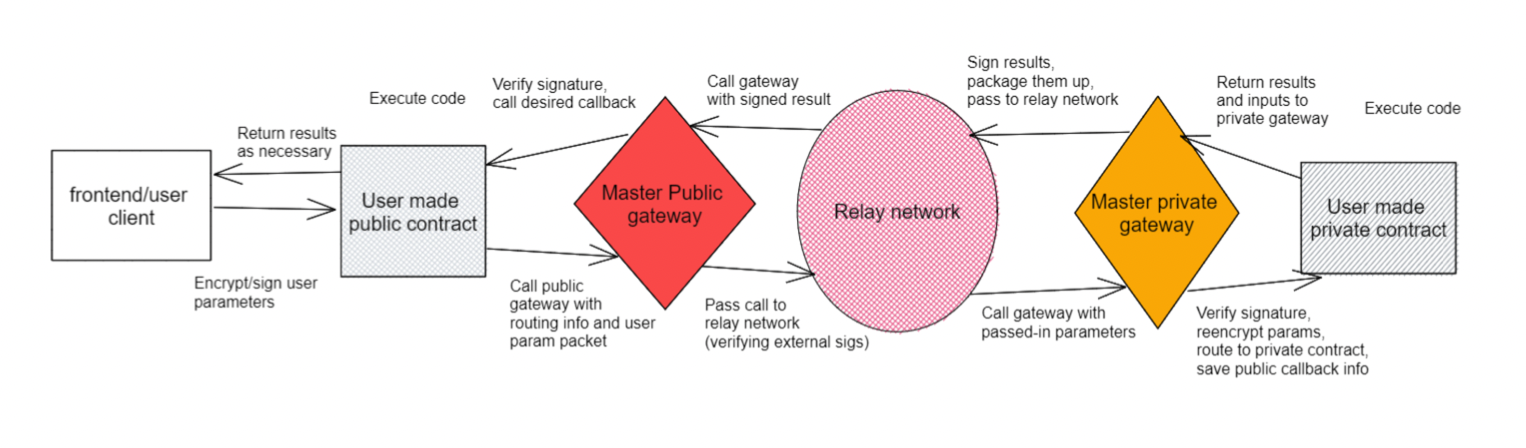 Execute code
Verify signature,
call desired callback
Call gateway
with signed result
Sign results,
package them up,
pass to relay network
Return results
and inputs to
private gateway
Execute code
Return results
as necessary
frontend/user
client
User made
public contract
Master Public
gateway
Relay network
Master private
gateway
User made
private contract
Encrypt/sign user
parameters
Call public
gateway with
routing info and user
param packet
Pass call to
relay network
(verifying external sigs)
Call gateway with
passed-in parameters
Verify signature,
reencrypt params,
route to private contract,
save public callback info